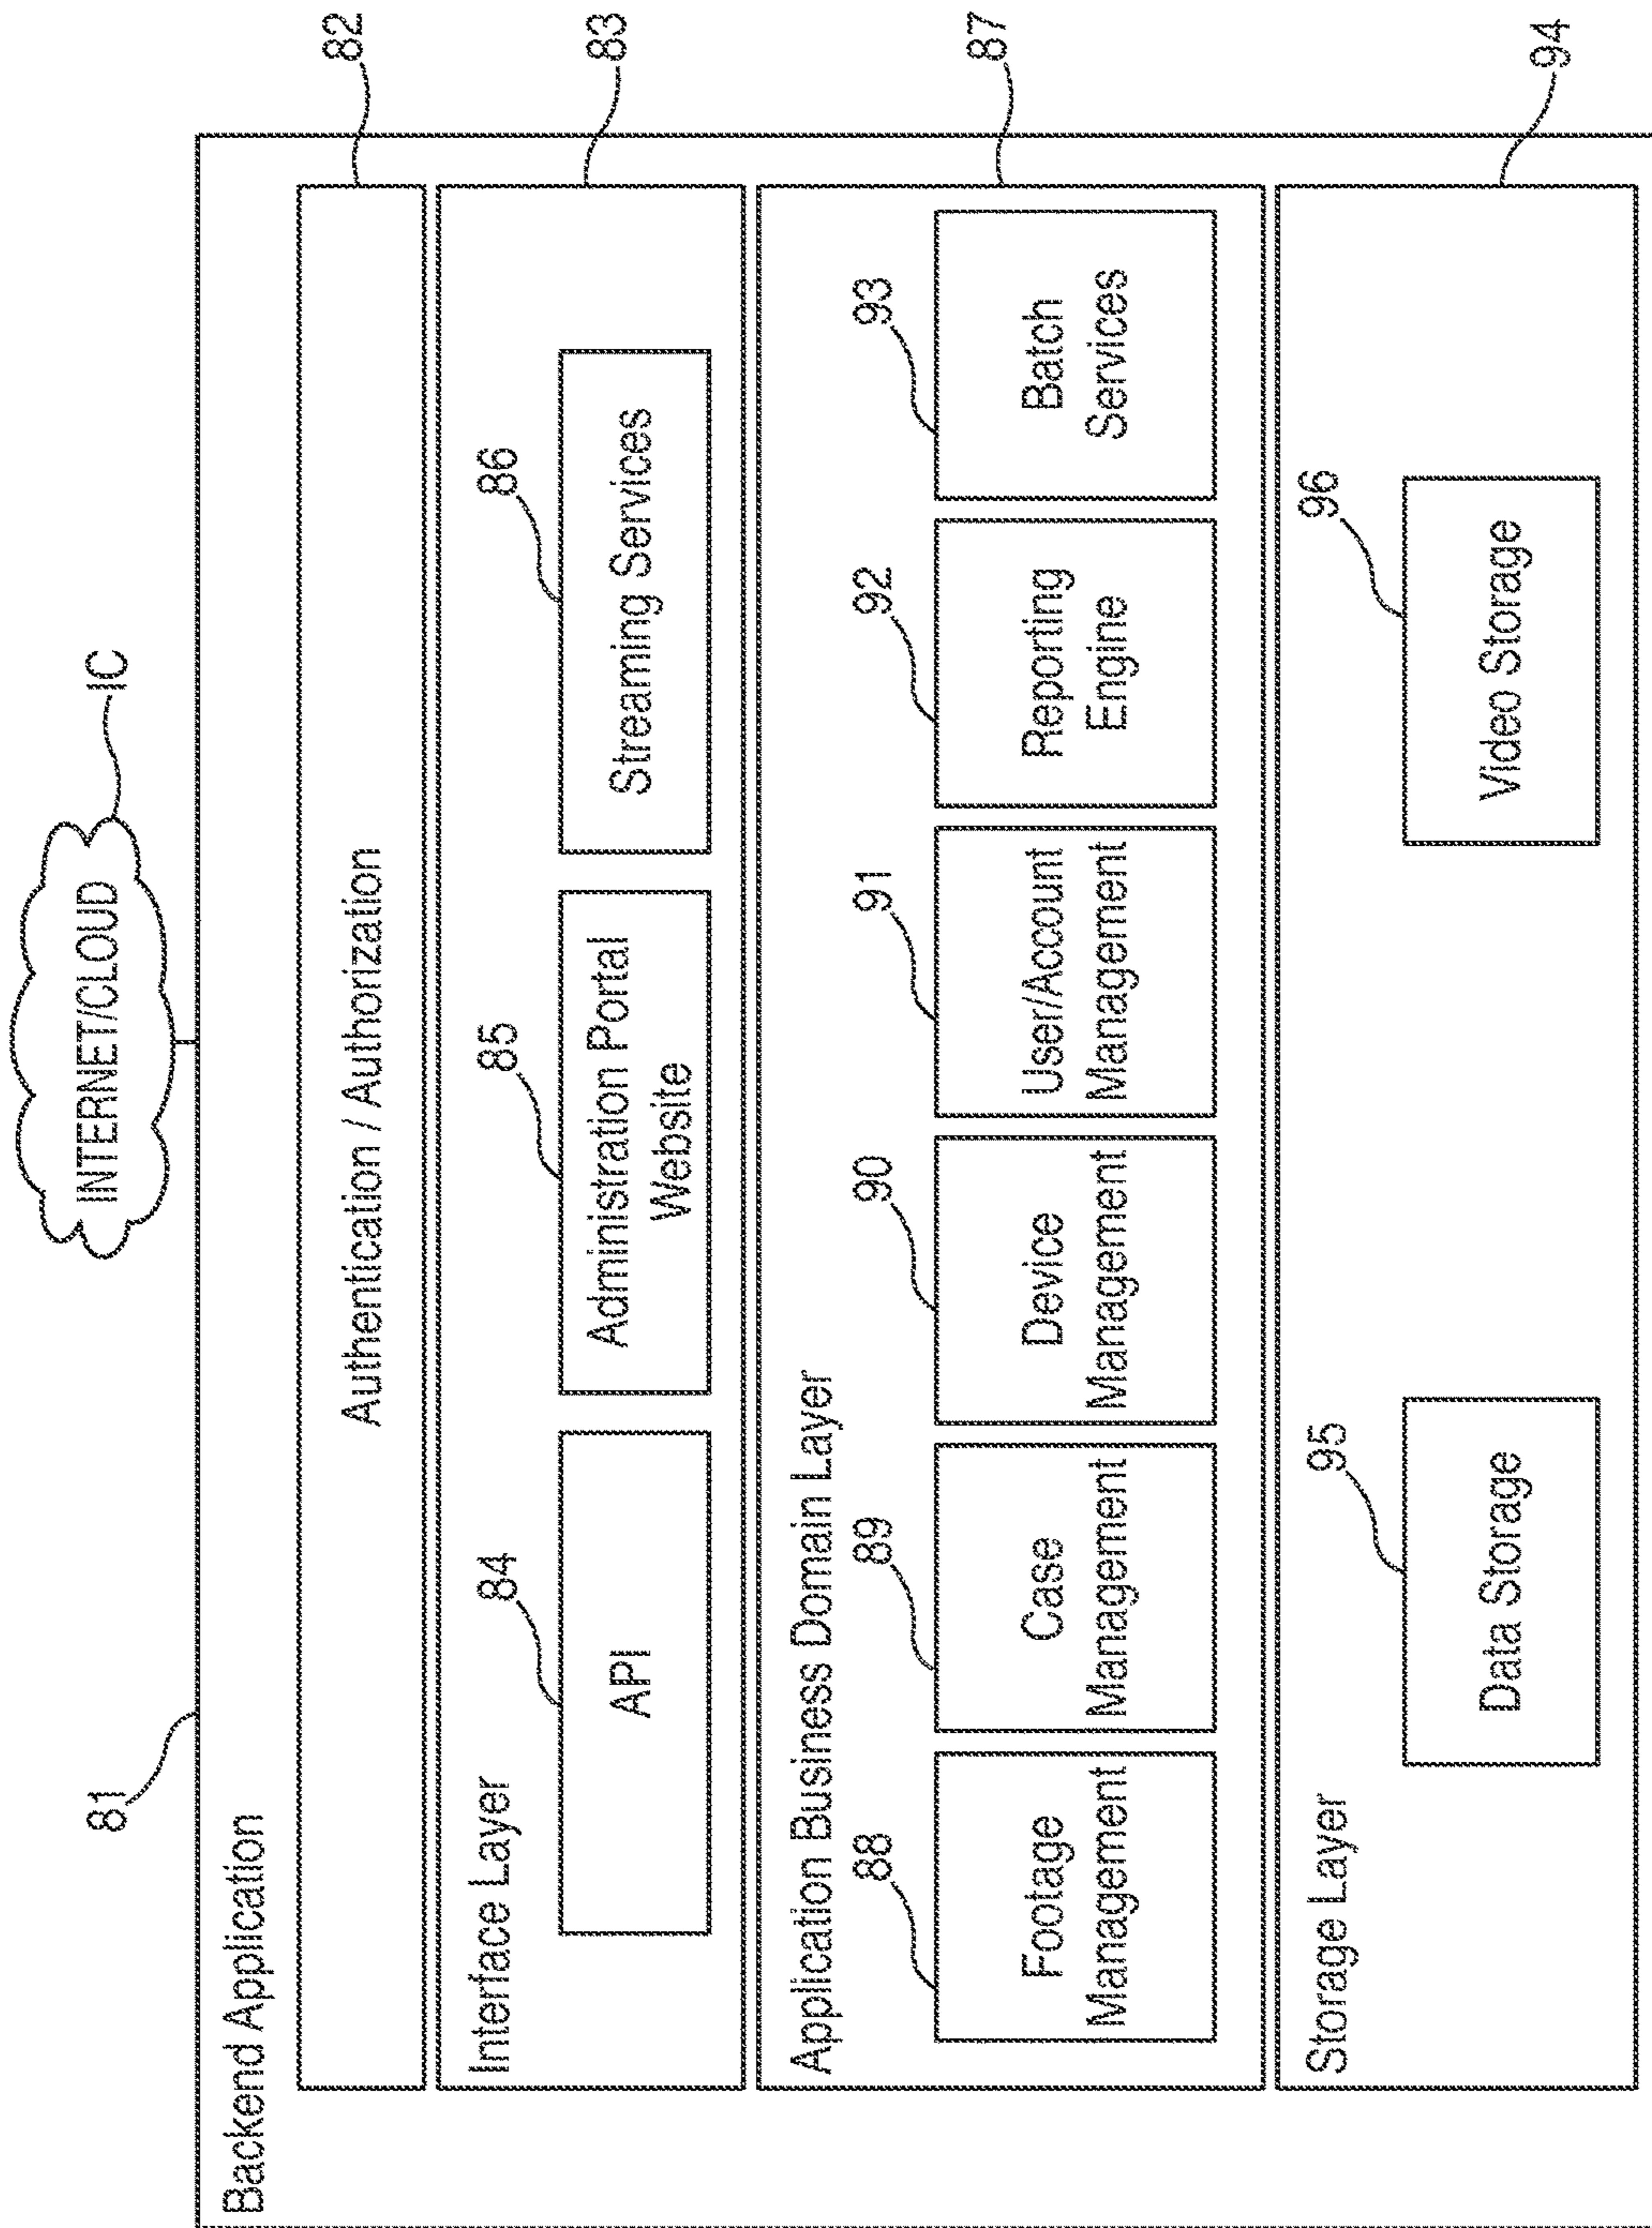 INTERNET/CLOUD
IC
81
Backend Application
82
Authentication / Authorization
83
Interface Layer
84
API
85
Administration Portal
Website
86
Streaming Services
87
Application Business Domain Layer
88
Footage
Management
89
Case
Management
90
Device
Management
91
User/Account
Management
92
Reporting
Engine
93
Batch
Services
94
Storage Layer
95
Data Storage
96
Video Storage